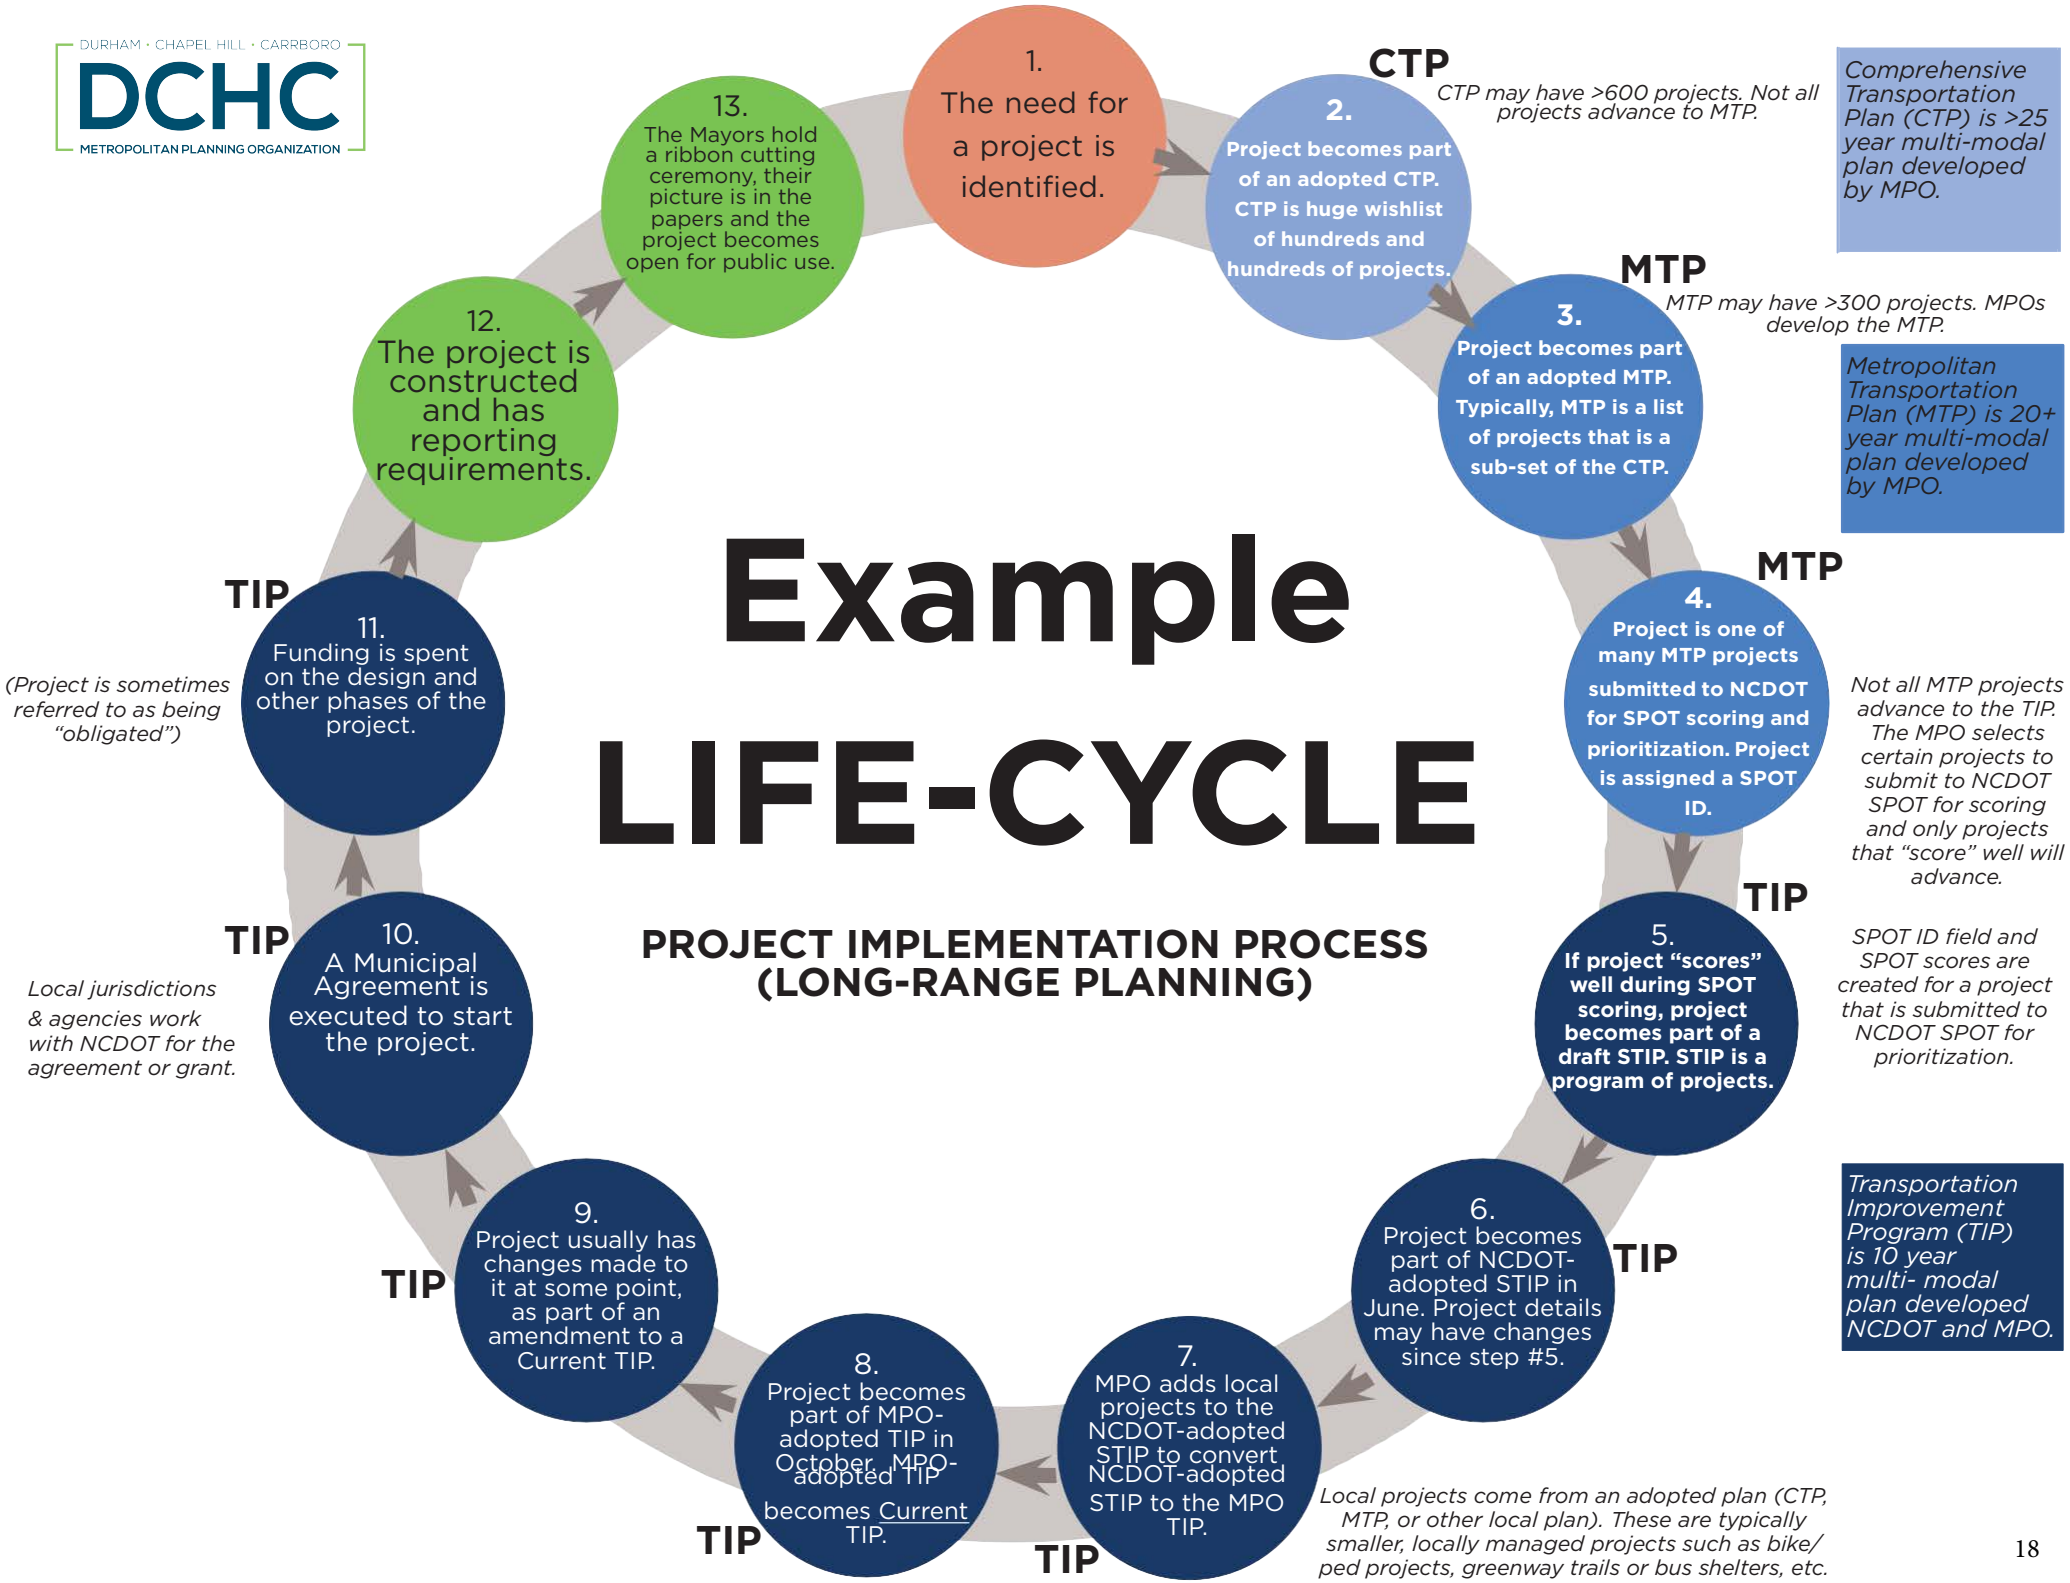 DURHAM · CHAPEL HILL · CARRBORO
DCHC
METROPOLITAN PLANNING ORGANIZATION
1.
The need for
a project is
identified.
CTP
CTP may have >600 projects. Not all
projects advance to MTP.
Comprehensive
Transportation
Plan (CTP) is >25
year multi-modal
plan developed
by MPO.
2.
Project becomes part
of an adopted CTP.
CTP is huge wishlist
of hundreds and
hundreds of projects.
MTP
MTP may have >300 projects. MPOs
develop the MTP.
Metropolitan
Transportation
Plan (MTP) is 20+
year multi-modal
plan developed
by MPO.
3.
Project becomes part
of an adopted MTP.
Typically, MTP is a list
of projects that is a
sub-set of the CTP.
MTP
4.
Project is one of
many MTP projects
submitted to NCDOT
for SPOT scoring and
prioritization. Project
is assigned a SPOT
ID.
Not all MTP projects
advance to the TIP.
The MPO selects
certain projects to
submit to NCDOT
SPOT for scoring
and only projects
that “score” well will
advance.
TIP
5.
If project “scores”
well during SPOT
scoring, project
becomes part of a
draft STIP. STIP is a
program of projects.
SPOT ID field and
SPOT scores are
created for a project
that is submitted to
NCDOT SPOT for
prioritization.
Transportation
Improvement
Program (TIP)
is 10 year
multi- modal
plan developed
NCDOT and MPO.
TIP
6.
Project becomes
part of NCDOT-
adopted STIP in
June. Project details
may have changes
since step #5.
7.
MPO adds local
projects to the
NCDOT-adopted
STIP to convert
NCDOT-adopted
STIP to the MPO
TIP.
TIP
Local projects come from an adopted plan (CTP,
MTP, or other local plan). These are typically
smaller, locally managed projects such as bike/
ped projects, greenway trails or bus shelters, etc.
8.
Project becomes
part of MPO-
adopted TIP in
October. MPO-
adopted TIP
becomes Current
TIP.
TIP
9.
Project usually has
changes made to
it at some point,
as part of an
amendment to a
Current TIP.
TIP
10.
A Municipal
Agreement is
executed to start
the project.
TIP
Local jurisdictions
& agencies work
with NCDOT for the
agreement or grant.
11.
Funding is spent
on the design and
other phases of the
project.
TIP
(Project is sometimes
referred to as being
“obligated”)
12.
The project is
constructed
and has
reporting
requirements.
13.
The Mayors hold
a ribbon cutting
ceremony, their
picture is in the
papers and the
project becomes
open for public use.
Example
LIFE-CYCLE
PROJECT IMPLEMENTATION PROCESS
(LONG-RANGE PLANNING)
18